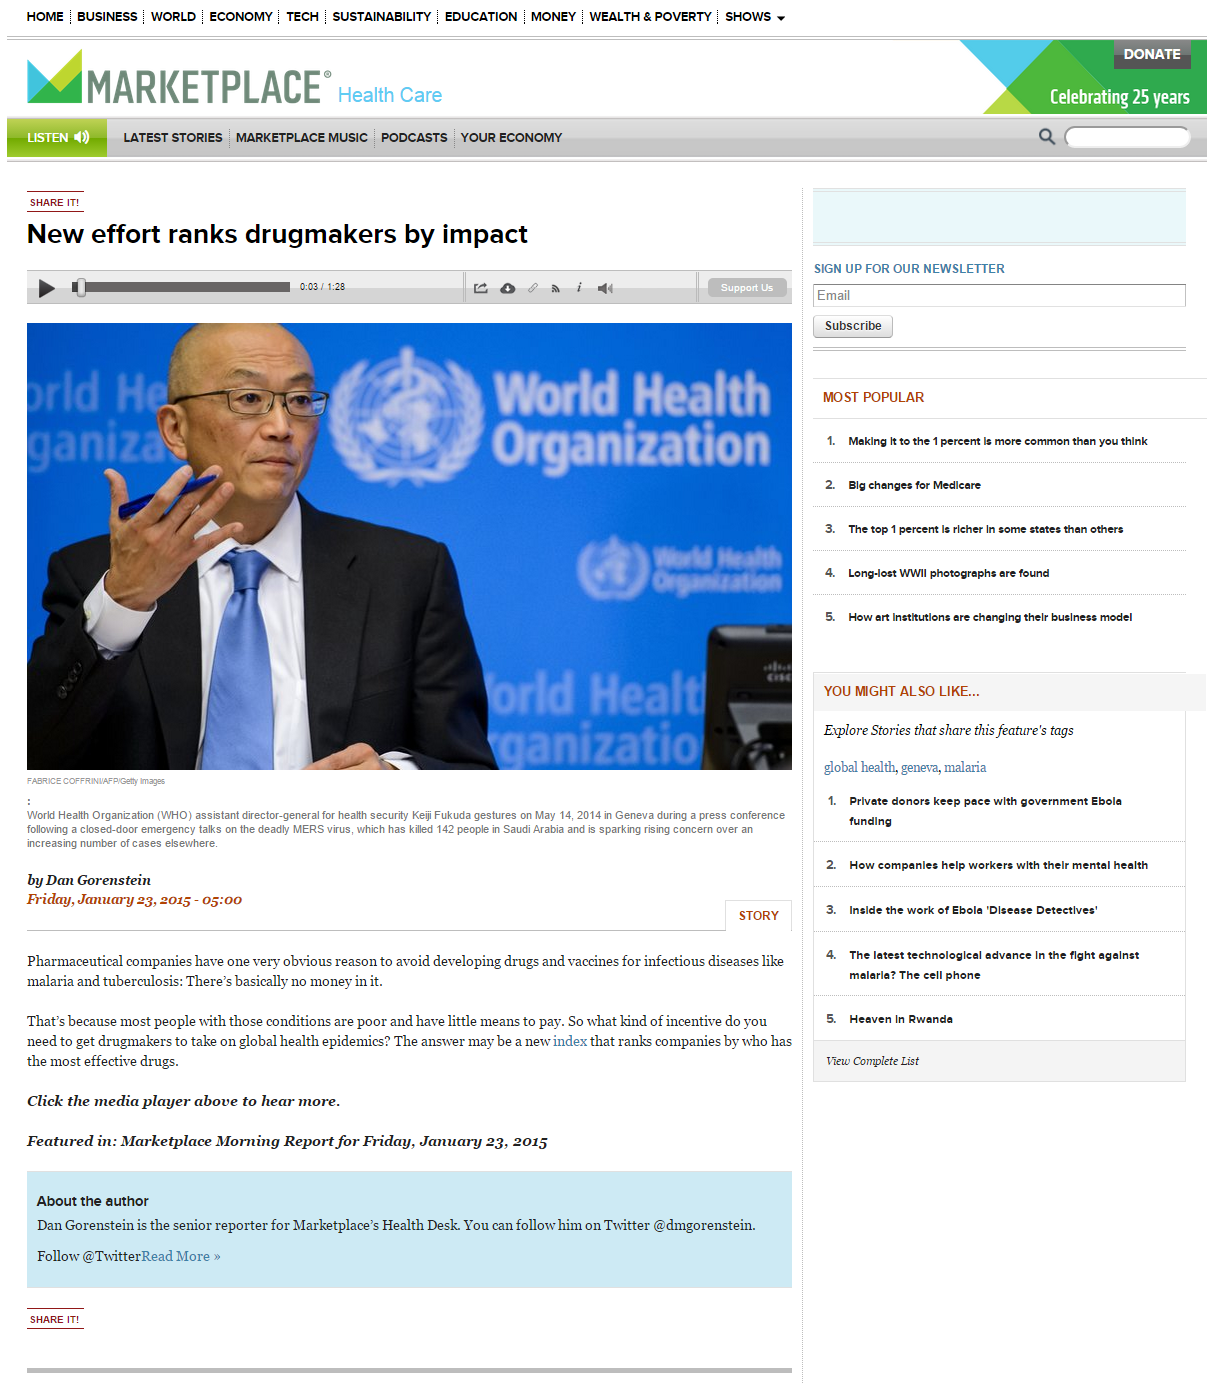 HOME BUSINESS WORLD ECONOMY TECH SUSTAINABILITY EDUCATION MONEY WEALTH & POVERTY SHOWS
MARKETPLACE® Health Care
DONATE
Celebrating 25 years
LISTEN LATEST STORIES MARKETPLACE MUSIC PODCASTS YOUR ECONOMY
SHARE IT!
New effort ranks drugmakers by impact
0:03 / 1:28
Support Us
World Health
Organization
World Health
Organization
FABRICE COFFRINI/AFP/Getty Images
:
World Health Organization (WHO) assistant director-general for health security Keiji Fukuda gestures on May 14, 2014 in Geneva during a press conference
following a closed-door emergency talks on the deadly MERS virus, which has killed 142 people in Saudi Arabia and is sparking rising concern over an
increasing number of cases elsewhere.
by Dan Gorenstein
Friday, January 23, 2015 - 05:00
STORY
Pharmaceutical companies have one very obvious reason to avoid developing drugs and vaccines for infectious diseases like
malaria and tuberculosis: There's basically no money in it.
That's because most people with those conditions are poor and have little means to pay. So what kind of incentive do you
need to get drugmakers to take on global health epidemics? The answer may be a new index that ranks companies by who has
the most effective drugs.
Click the media player above to hear more.
Featured in: Marketplace Morning Report for Friday, January 23, 2015
About the author
Dan Gorenstein is the senior reporter for Marketplace's Health Desk. You can follow him on Twitter @dmgorenstein.
Follow @TwitterRead More »
SHARE IT!
SIGN UP FOR OUR NEWSLETTER
Email
Subscribe
MOST POPULAR
1. Making it to the 1 percent is more common than you think
2. Big changes for Medicare
3. The top 1 percent is richer in some states than others
4. Long-lost WWII photographs are found
5. How art institutions are changing their business model
YOU MIGHT ALSO LIKE...
Explore Stories that share this feature's tags
global health, geneva, malaria
1. Private donors keep pace with government Ebola
funding
2. How companies help workers with their mental health
3. Inside the work of Ebola 'Disease Detectives'
4. The latest technological advance in the fight against
malaria? The cell phone
5. Heaven in Rwanda
View Complete List